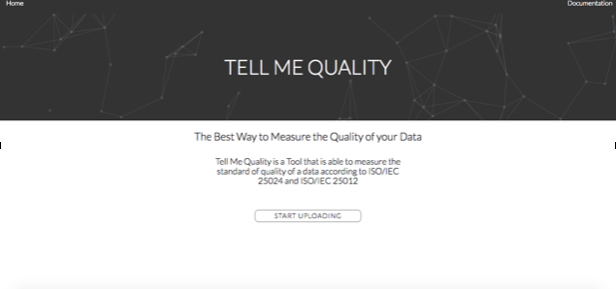 Home Documentation
TELL ME QUALITY
The Best Way to Measure the Quality of your Data
Tell Me Quality is a Tool that is able to measure the
standard of quality of a data according to ISO/IEC
25024 and ISO/IEC 25012
START UPLOADING